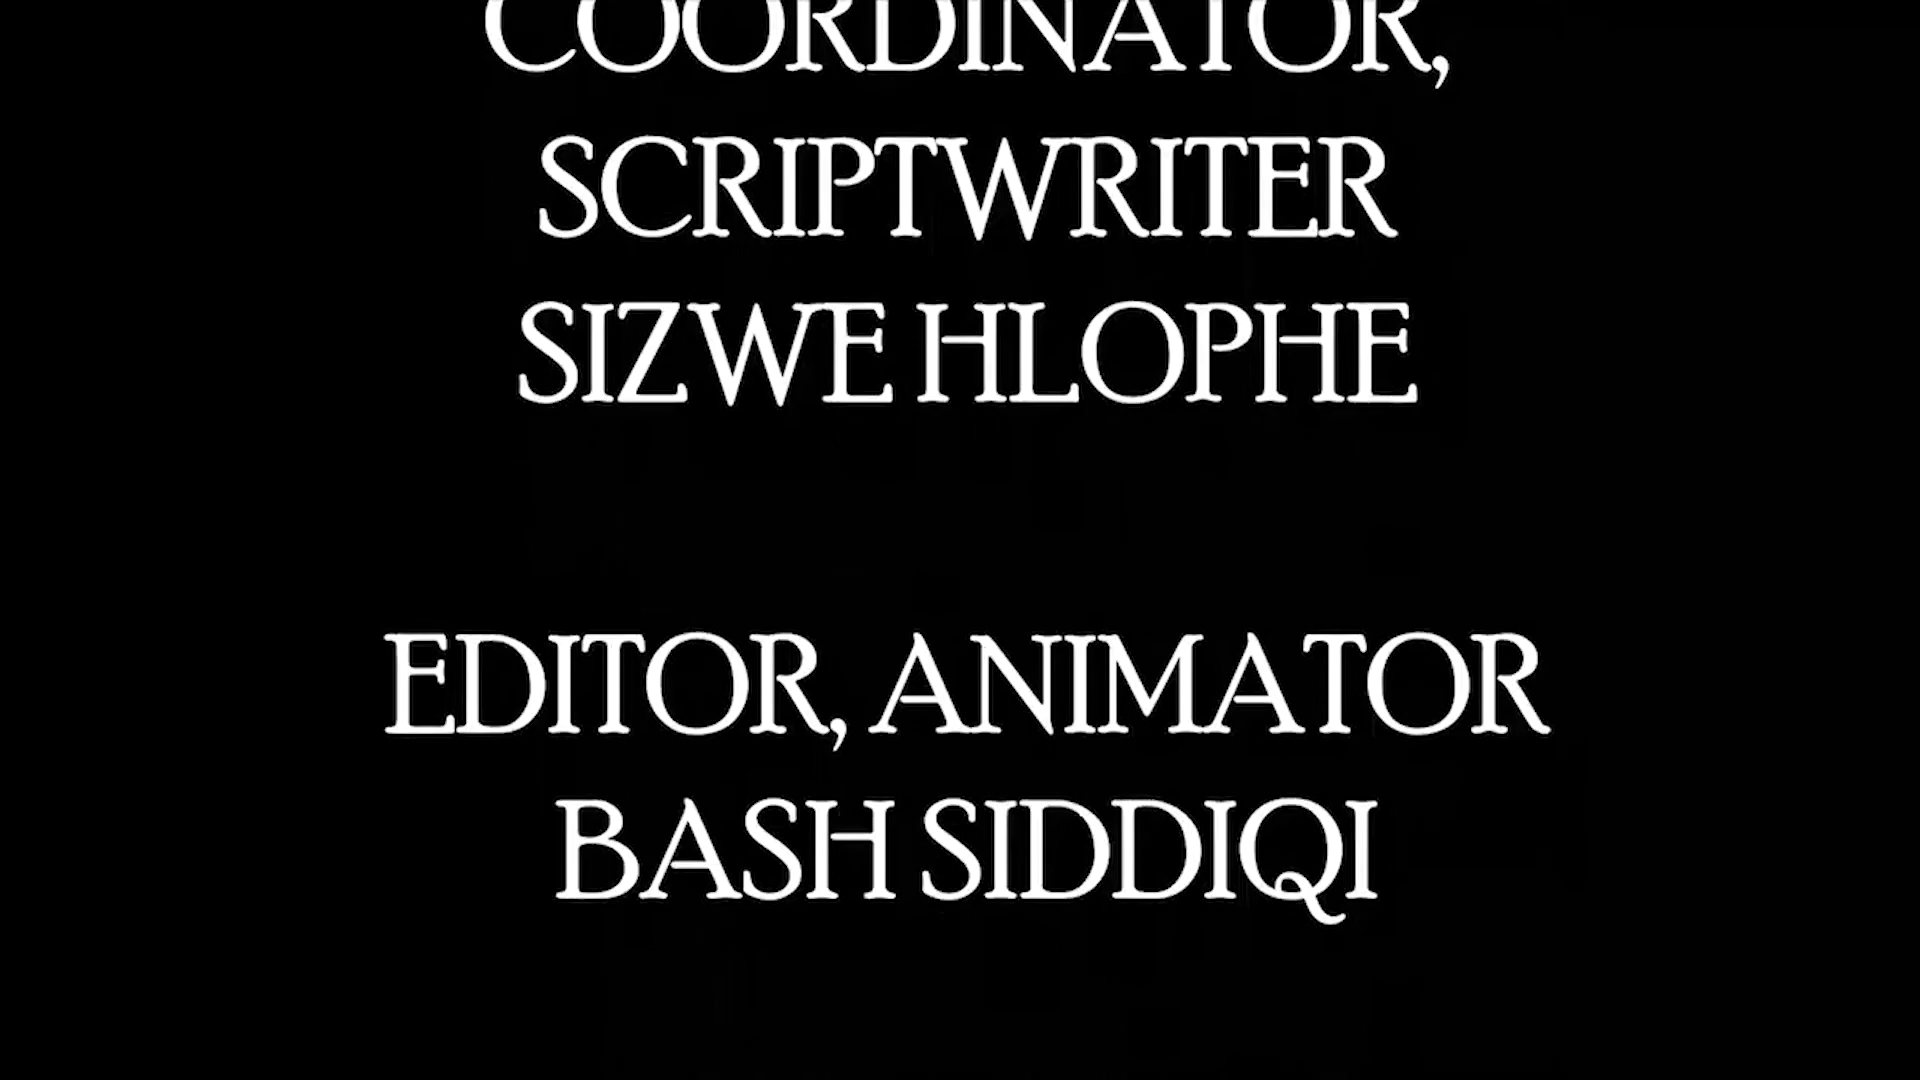 COORDINATOR,
SCRIPTWRITER
SIZWE HLOPHE
EDITOR, ANIMATOR
BASH SIDDIQI